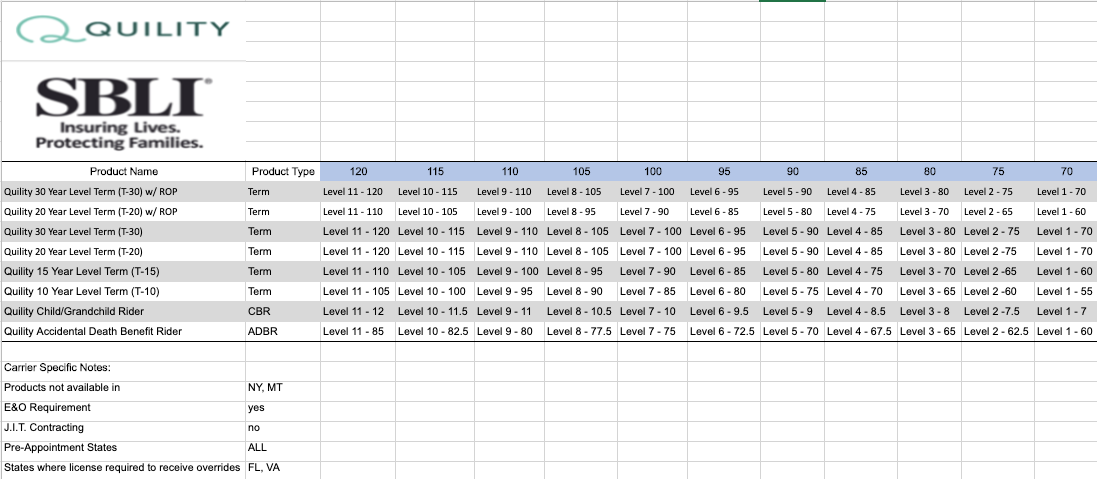 QUILITY
SBLI®
Insuring Lives.
Protecting Families.
Product Name Product Type 120 115 110 105 100 95 90 85 80 75 70
Quility 30 Year Level Term (T-30) w/ ROP Term Level 11 - 120 Level 10 - 115 Level 9 - 110 Level 8 - 105 Level 7 - 100 Level 6 - 95 Level 5 - 90 Level 4 - 85 Level 3 - 80 Level 2 - 75 Level 1 - 70
Quility 20 Year Level Term (T-20) w/ ROP Term Level 11 - 110 Level 10 - 105 Level 9 - 100 Level 8 - 95 Level 7 - 90 Level 6 - 85 Level 5 - 80 Level 4 - 75 Level 3 - 70 Level 2 - 65 Level 1 - 60
Quility 30 Year Level Term (T-30) Term Level 11 - 120 Level 10 - 115 Level 9 - 110 Level 8 - 105 Level 7 - 100 Level 6 - 95 Level 5 - 90 Level 4 - 85 Level 3 - 80 Level 2 - 75 Level 1 - 70
Quility 20 Year Level Term (T-20) Term Level 11 - 120 Level 10 - 115 Level 9 - 110 Level 8 - 105 Level 7 - 100 Level 6 - 95 Level 5 - 90 Level 4 - 85 Level 3 - 80 Level 2 -75 Level 1 - 70
Quility 15 Year Level Term (T-15) Term Level 11 - 110 Level 10 - 105 Level 9 - 100 Level 8 - 95 Level 7 - 90 Level 6 - 85 Level 5 - 80 Level 4 - 75 Level 3 - 70 Level 2 -65 Level 1 - 60
Quility 10 Year Level Term (T-10) Term Level 11 - 105 Level 10 - 100 Level 9 - 95 Level 8 - 90 Level 7 - 85 Level 6 - 80 Level 5 - 75 Level 4 - 70 Level 3 - 65 Level 2 -60 Level 1 - 55
Quility Child/Grandchild Rider CBR Level 11 - 12 Level 10 - 11.5 Level 9 - 11 Level 8 - 10.5 Level 7 - 10 Level 6 - 9.5 Level 5 - 9 Level 4 - 8.5 Level 3 - 8 Level 2 -7.5 Level 1 - 7
Quility Accidental Death Benefit Rider ADBR Level 11 - 85 Level 10 - 82.5 Level 9 - 80 Level 8 - 77.5 Level 7 - 75 Level 6 - 72.5 Level 5 - 70 Level 4 - 67.5 Level 3 - 65 Level 2 - 62.5 Level 1 - 60
Carrier Specific Notes:
Products not available in NY, MT
E&O Requirement yes
J.I.T. Contracting no
Pre-Appointment States ALL
States where license required to receive overrides FL, VA